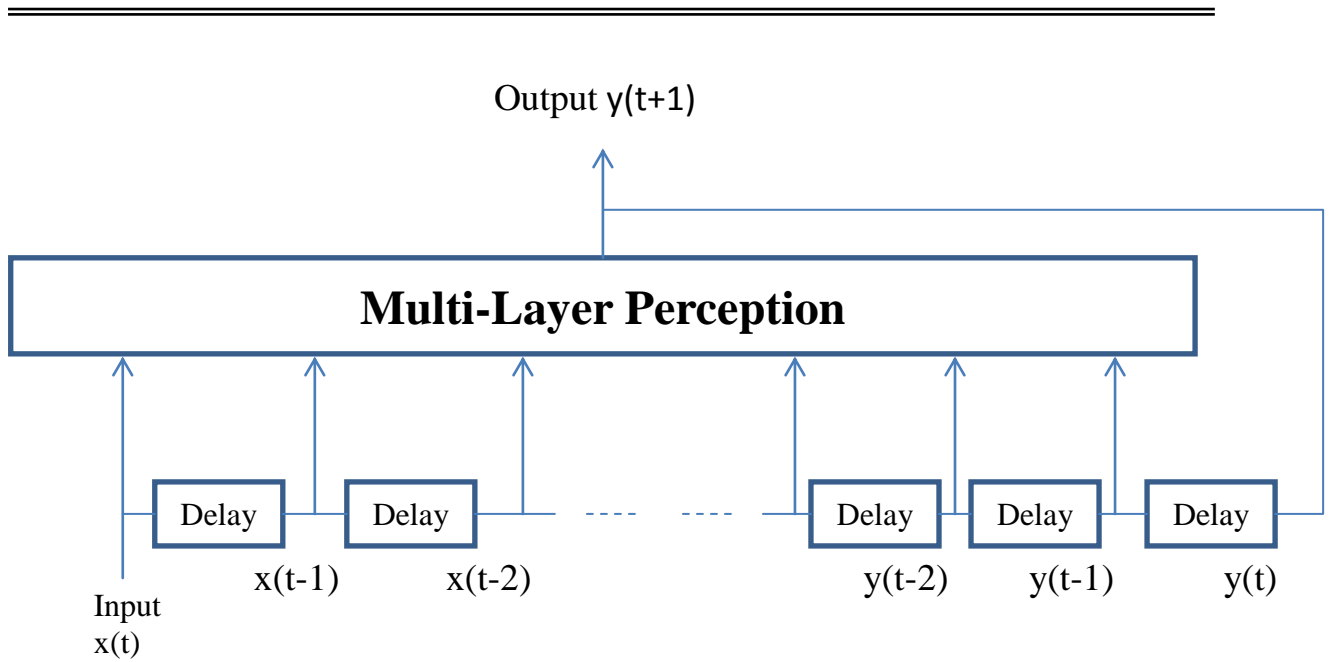 Output y(t+1)
Multi-Layer Perception
Delay Delay Delay Delay Delay
x(t-1) x(t-2) y(t-2) y(t-1) y(t)
Input
x(t)